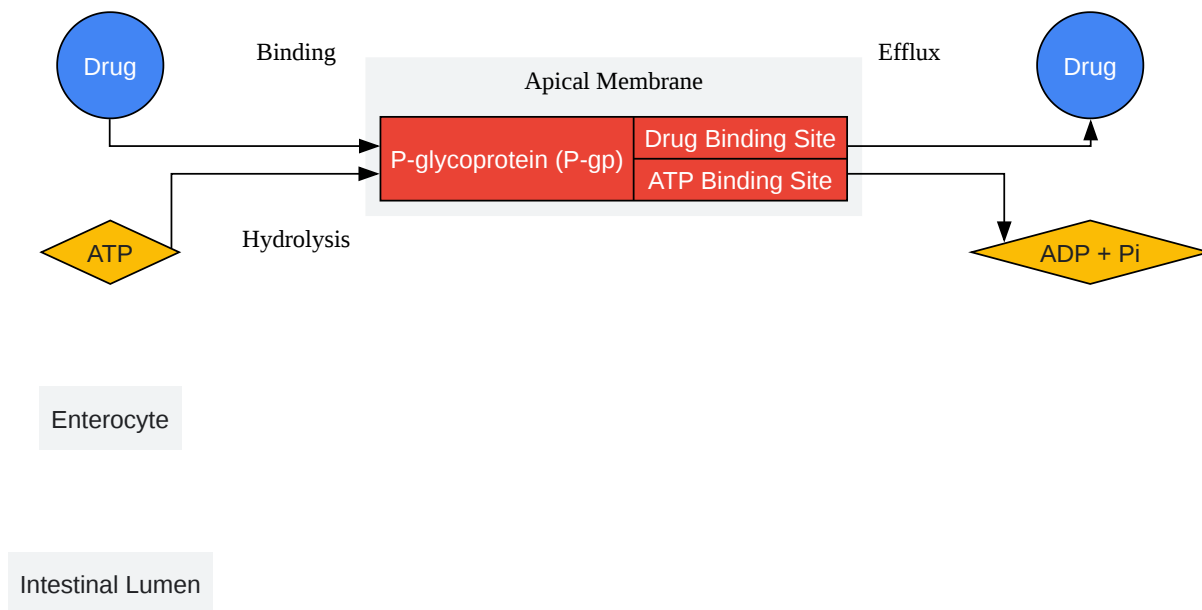 Drug
Binding
Efflux
Drug
Apical Membrane
P-glycoprotein (P-gp)
Drug Binding Site
ATP Binding Site
ATP
Hydrolysis
ADP + Pi
Enterocyte
Intestinal Lumen